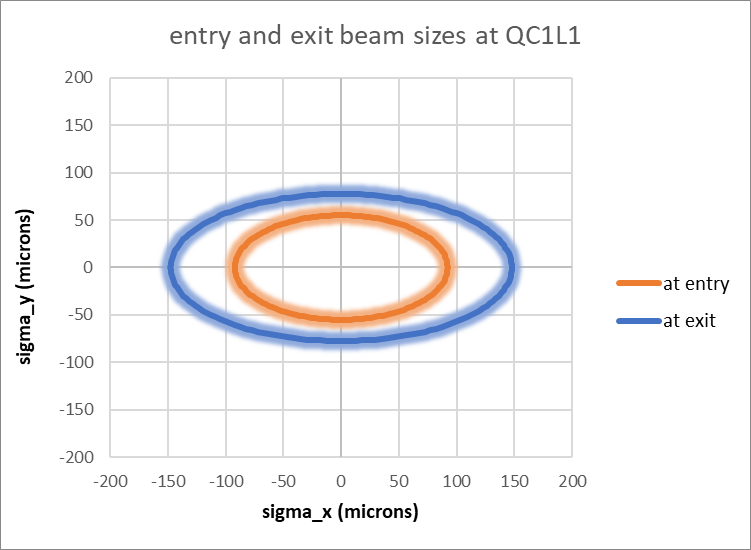 entry and exit beam sizes at QC1L1
200
150
100
50
0
-50
-100
-150
-200
sigma_y (microns)
-200 -150 -100 -50 0 50 100 150 200
sigma_x (microns)
at entry
at exit